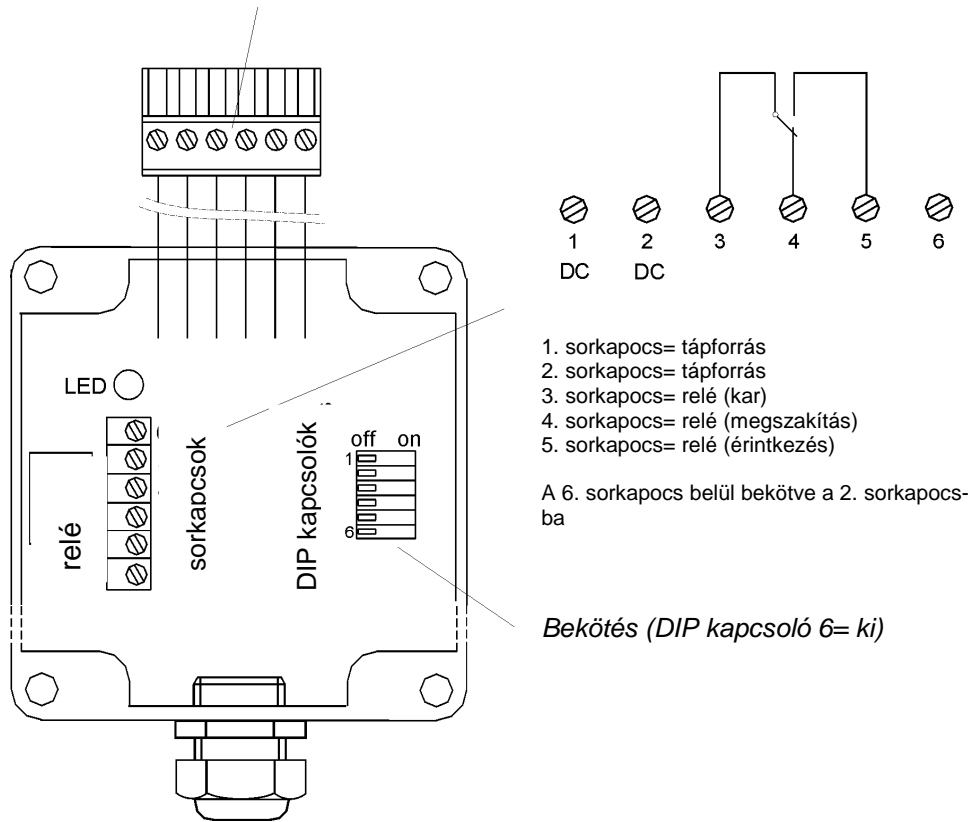 1 2 3 4 5 6
DC DC
1. sorkapocs= tápforrás
2. sorkapocs= tápforrás
3. sorkapocs= relé (kar)
4. sorkapocs= relé (megszakítás)
5. sorkapocs= relé (érintkezés)
A 6. sorkapocs belül bekötve a 2. sorkapocs-
ba
LED
relé
sorkapcsok
DIP kapcsolók
off on
1
6
Bekötés (DIP kapcsoló 6= ki)